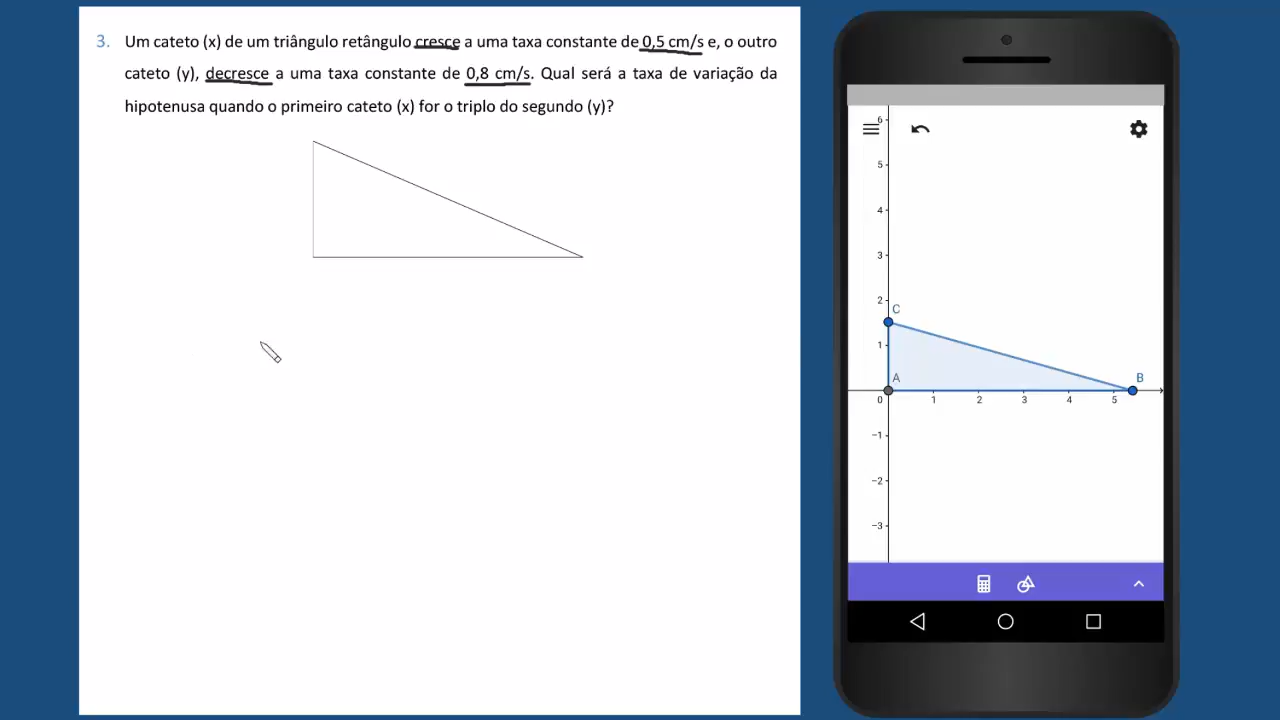 3. Um cateto (x) de um triângulo retângulo cresce a uma taxa constante de 0,5 cm/s e, o outro
cateto (y), decresce a uma taxa constante de 0,8 cm/s. Qual será a taxa de variação da
hipotenusa quando o primeiro cateto (x) for o triplo do segundo (y)?
6
5
4
3
2
C
1
A
B
0 1 2 3 4 5
−1
−2
−3